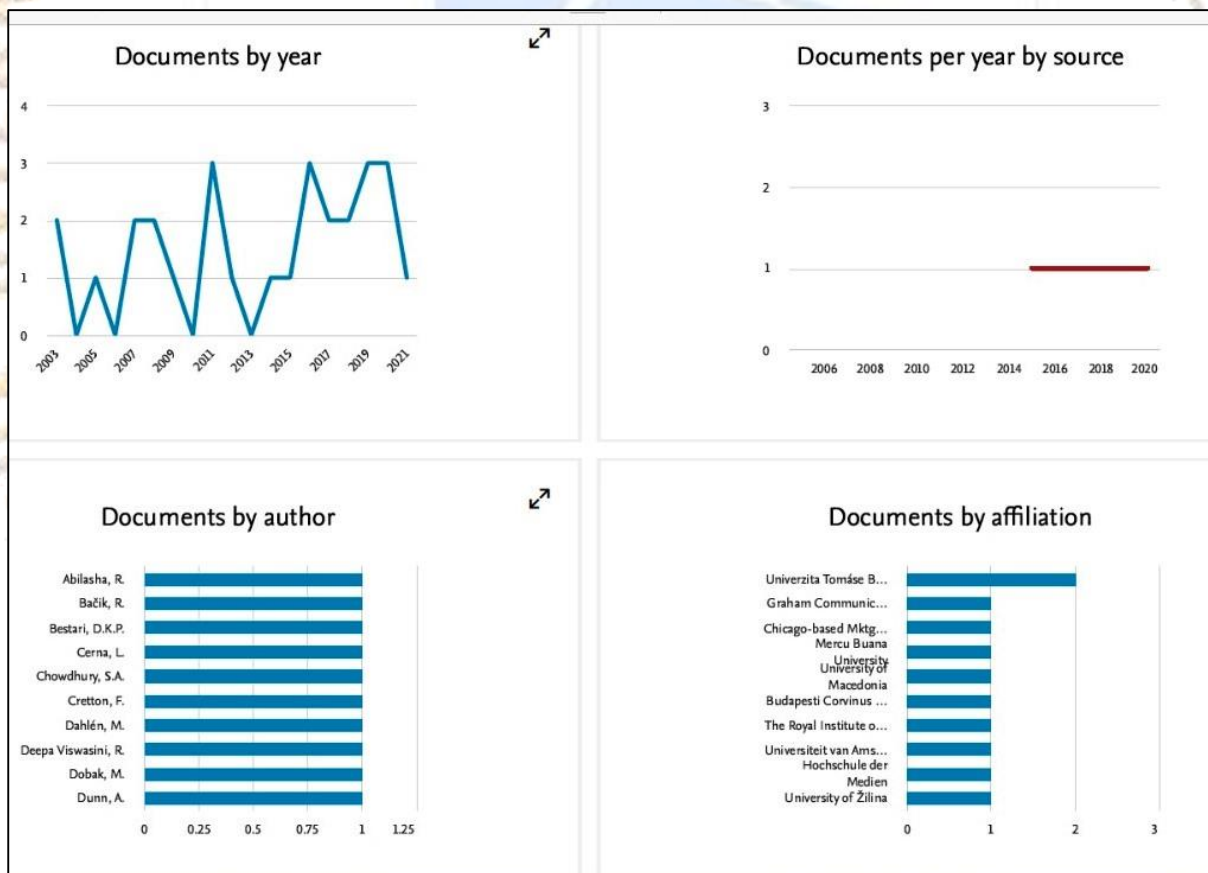 Documents by year
4
3
2
1
0
2003 2005 2007 2009 2011 2013 2015 2017 2019 2021
Documents per year by source
3
2
1
0
2006 2008 2010 2012 2014 2016 2018 2020
Documents by author
Abilasha, R.
Bačik, R.
Bestari, D.K.P.
Cerna, L.
Chowdhury, S.A.
Cretton, F.
Dahlén, M.
Deepa Viswasini, R.
Dobak, M.
Dunn, A.
0 0.25 0.5 0.75 1 1.25
Documents by affiliation
Univerzita Tomáse B...
Graham Communic...
Chicago-based Mktg...
Mercu Buana
University
University of
Macedonia
Budapesti Corvinus ...
The Royal Institute o...
Universiteit van Ams...
Hochschule der
Medien
University of Žilina
0 1 2 3